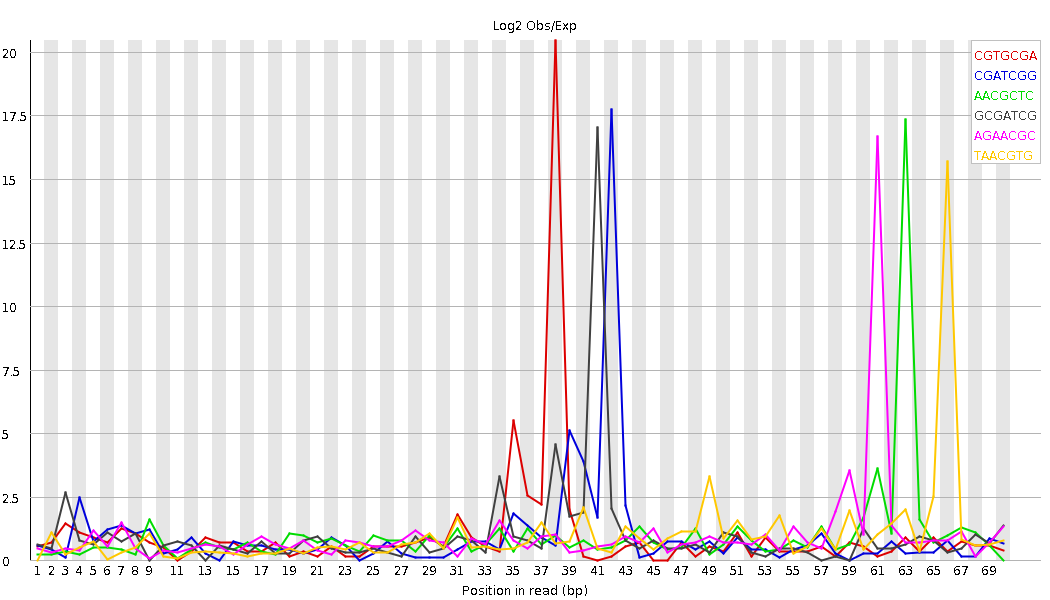 Log2 Obs/Exp
20
17.5
15
12.5
10
7.5
5
2.5
0
CGTGCGA
CGATCGG
AACGCTC
GCGATCG
AGAACGC
TAACGTG
1 2 3 4 5 6 7 8 9 11 13 15 17 19 21 23 25 27 29 31 33 35 37 39 41 43 45 47 49 51 53 55 57 59 61 63 65 67 69
Position in read (bp)